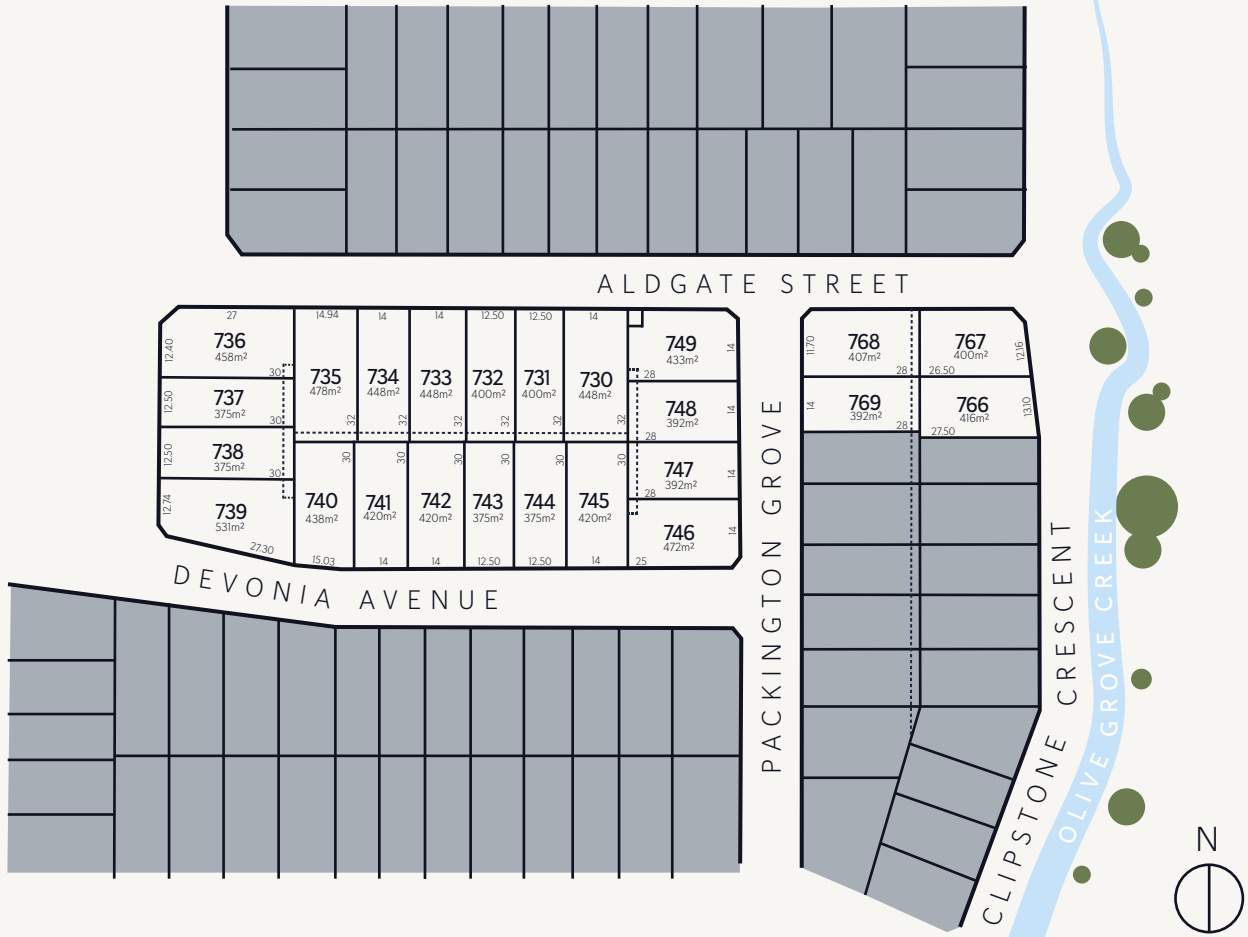 ALDGATE STREET
27
14.94
14
14
12.50
12.50
14
736
458m²
12.40
30
737
375m²
12.50
30
738
375m²
12.50
30
739
531m²
12.74
27.30
735
478m²
32
734
448m²
32
733
448m²
32
732
400m²
32
731
400m²
32
730
448m²
32
749
433m²
14
28
748
392m²
14
28
747
392m²
14
28
746
472m²
14
25
740
438m²
30
15.03
741
420m²
30
14
742
420m²
30
14
743
375m²
30
12.50
744
375m²
30
12.50
745
420m²
30
14
768
407m²
11.70
28
767
400m²
12.16
26.50
769
392m²
14
28
766
416m²
13.10
27.50
DEVONIA AVENUE
PACKINGTON GROVE
CLIPSTONE CRESCENT
OLIVE GROVE CREEK
N